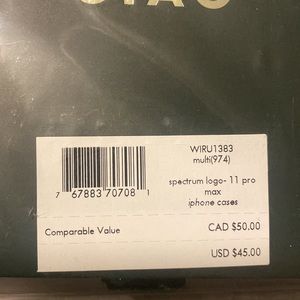 WIRU1383
multi(974)
7 67883 70708 1
spectrum logo- 11 pro
max
iphone cases
Comparable Value
CAD $50.00
USD $45.00